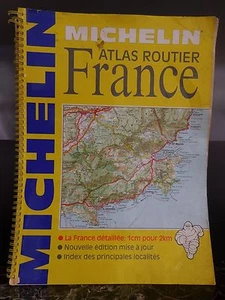 MICHELIN
MICHELIN
ATLAS ROUTIER
France
La France détaillée: 1cm pour 2km
Nouvelle édition mise à jour
Index des principales localités